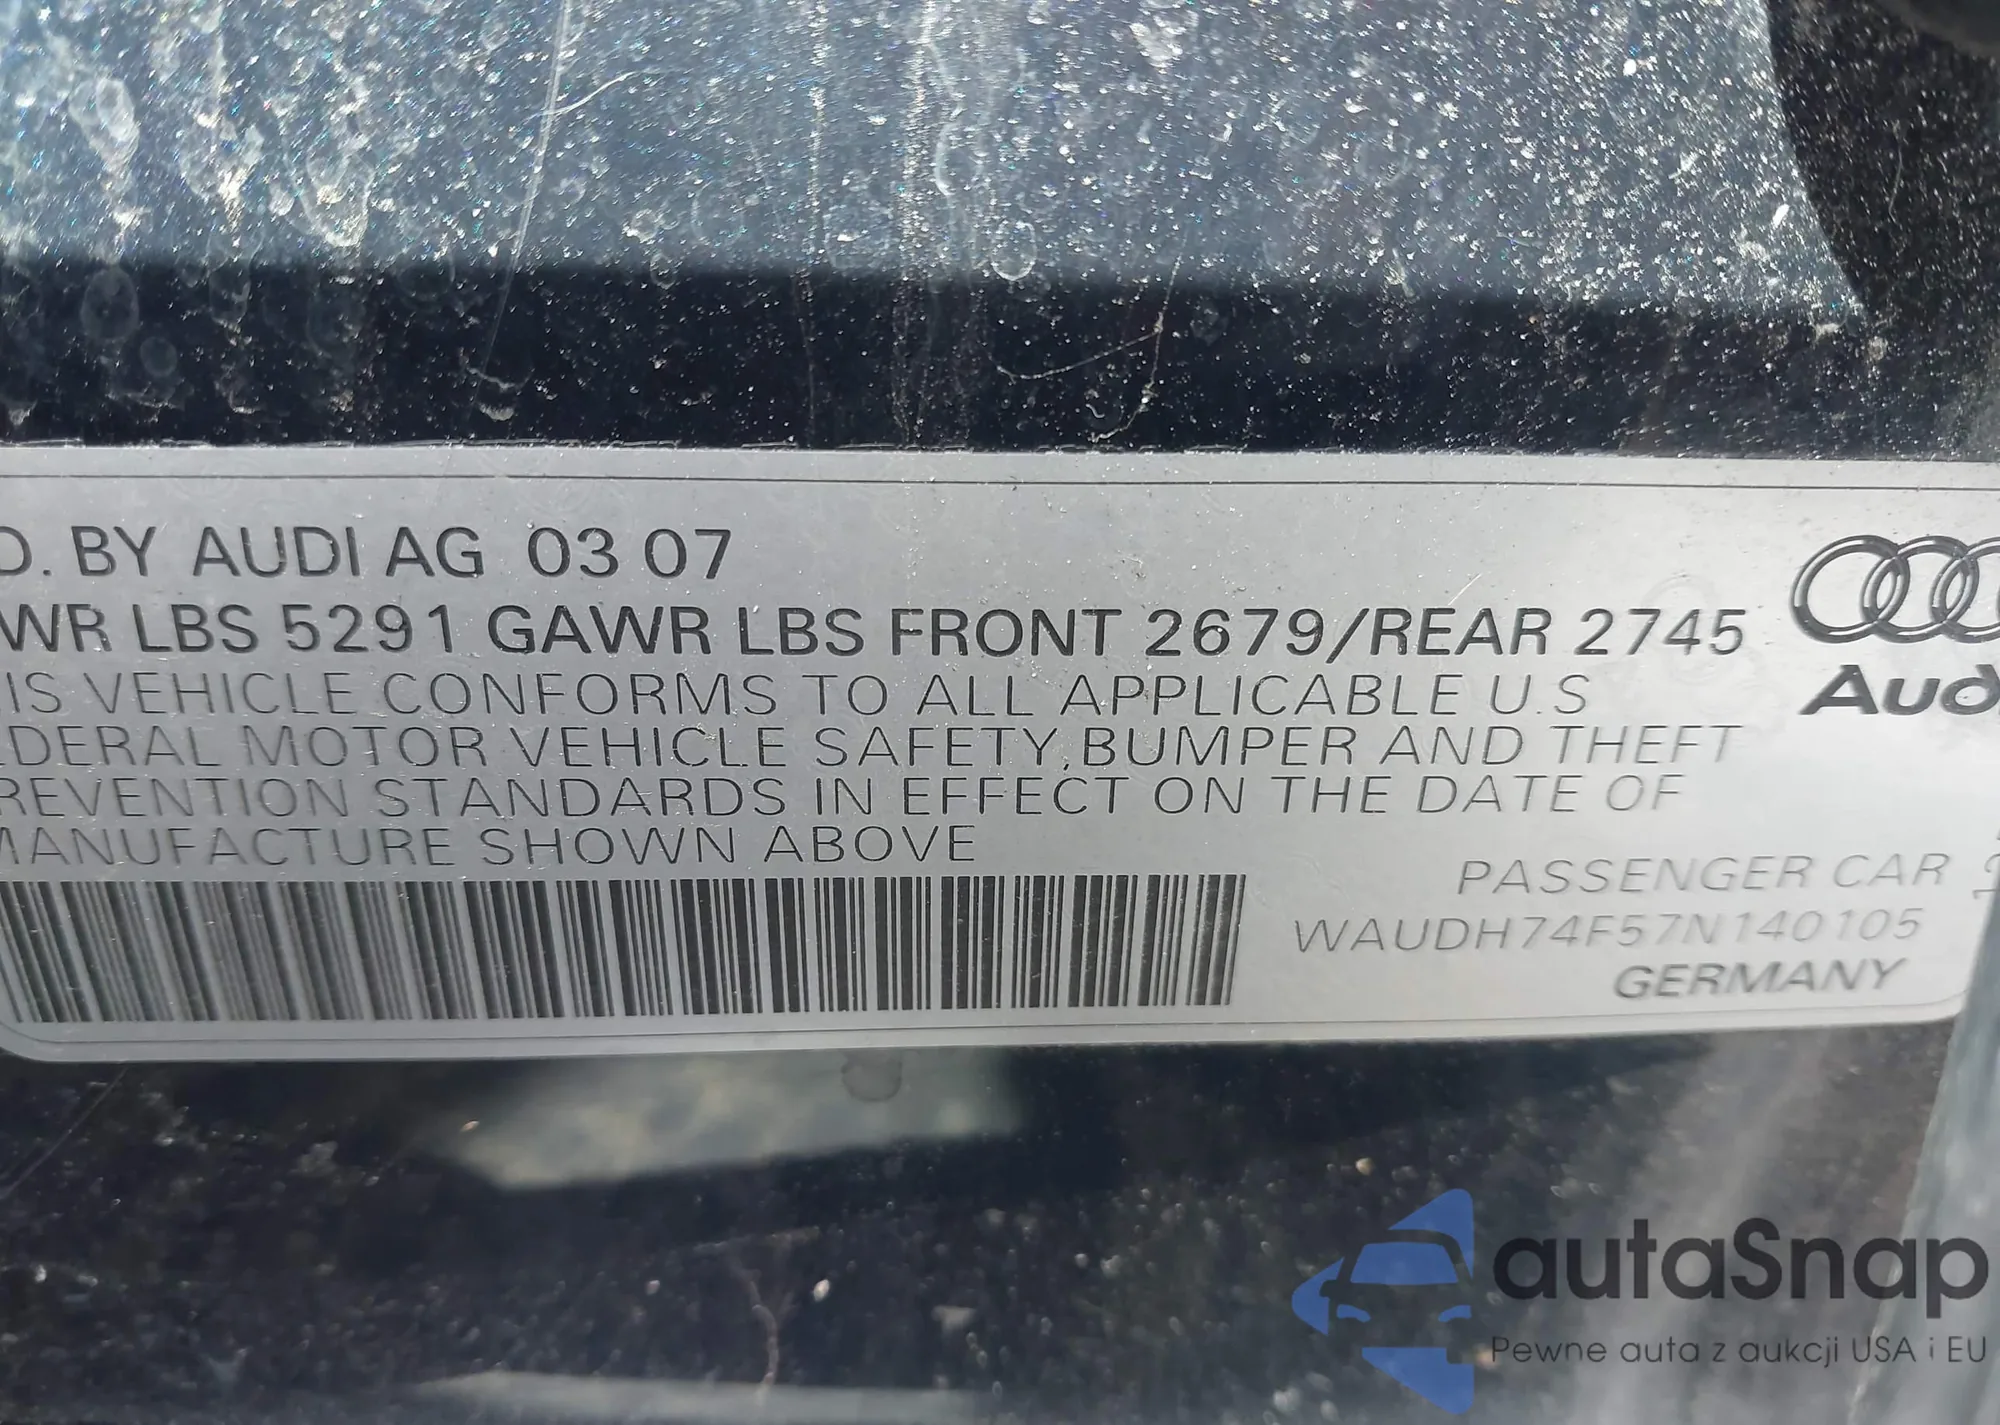 D. BY AUDI AG 03 07
WR LBS 5291 GAWR LBS FRONT 2679/REAR 2745
IS VEHICLE CONFORMS TO ALL APPLICABLE U.S
DERAL MOTOR VEHICLE SAFETY,BUMPER AND THEFT
REVENTION STANDARDS IN EFFECT ON THE DATE OF
MANUFACTURE SHOWN ABOVE
Audi
PASSENGER CAR
WAUDH74F57N140105
GERMANY
autaSnap
Pewne auta z aukcji USA i EU